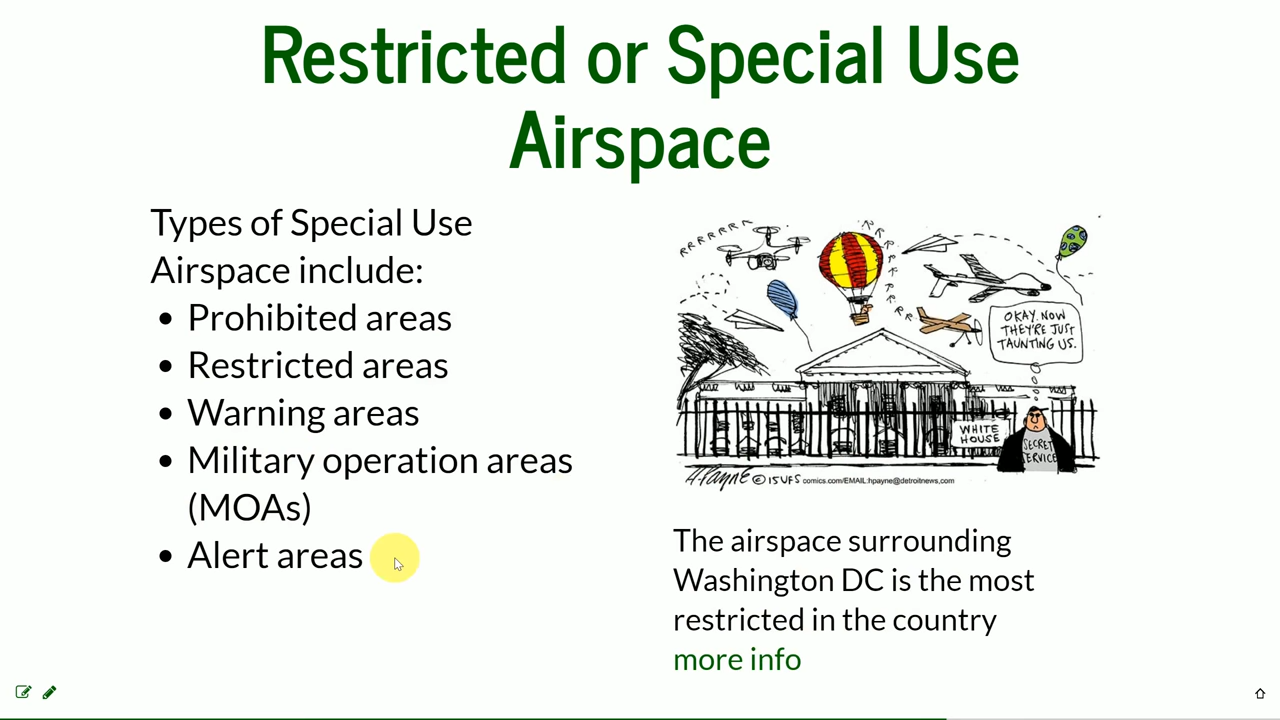 Restricted or Special Use
Airspace
Types of Special Use
Airspace include:
• Prohibited areas
• Restricted areas
• Warning areas
• Military operation areas
(MOAs)
• Alert areas
OKAY. NOW
THEY'RE JUST
TAUNTING US.
WHITE
HOUSE
SECRET
SERVICE
H.PAYNE ©15 UFS comics.com/EMAIL:hpayne@detroitnews.com
The airspace surrounding
Washington DC is the most
restricted in the country
more info